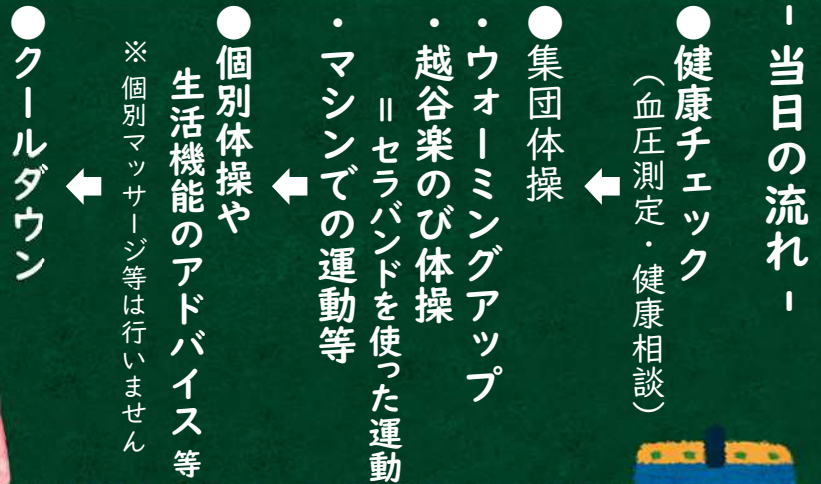 - 当日の流れ -
●健康チェック
（血圧測定・健康相談）
⬅
●集団体操
・ウォーミングアップ
・越谷楽のび体操
＝セラバンドを使った運動
・マシンでの運動等
⬅
●個別体操や
生活機能のアドバイス 等
※ 個別マッサージ等は行いません
⬅
●クールダウン